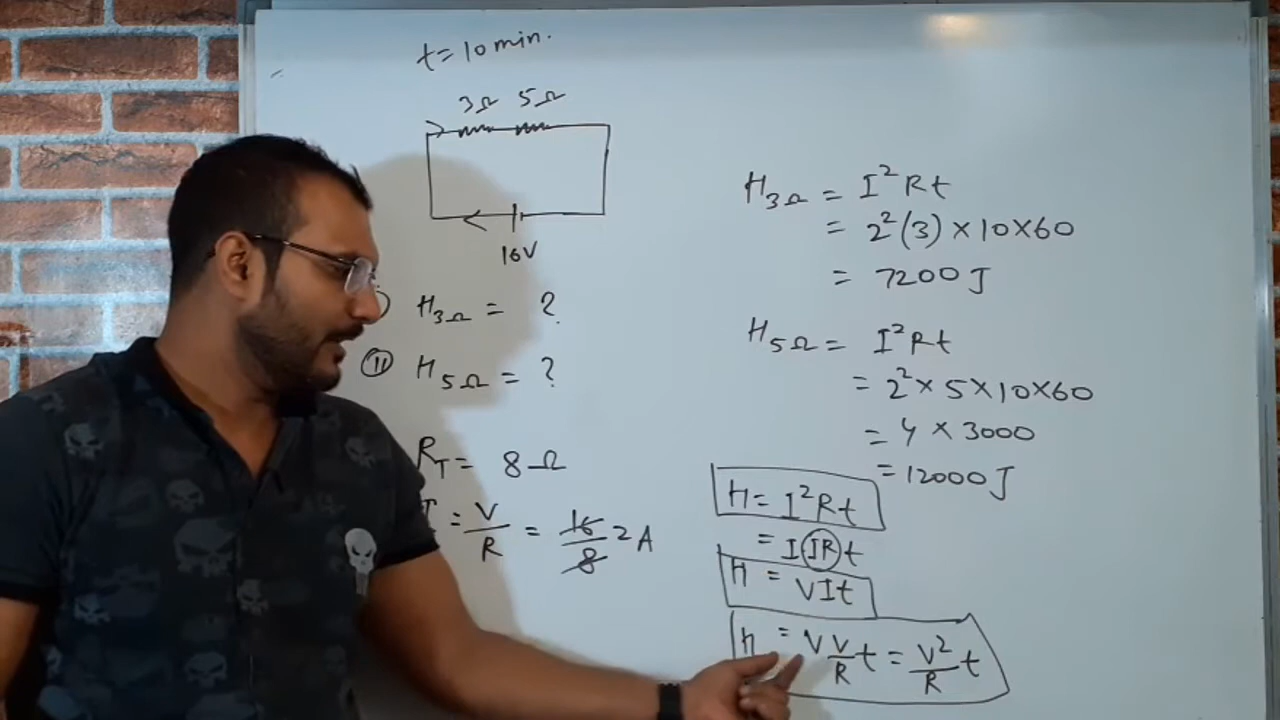 t = 10 min.
3Ω 5Ω
16V
H3Ω = ?
(II) H5Ω = ?
RT = 8Ω
= V/R = 16/8 2 A
H3Ω = I²Rt
= 2²(3) × 10 × 60
= 7200 J
H5Ω = I²Rt
= 2² × 5 × 10 × 60
= 4 × 3000
= 12000 J
H = I²Rt
= I IR t
H = VIt
H = V V/R t = V²/R t